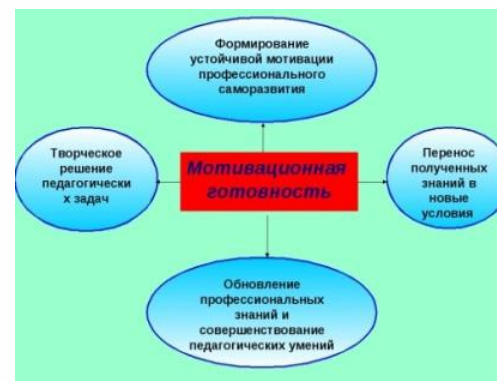 Формирование
устойчивой мотивации
профессионального
саморазвития
Творческое
решение
педагогически
х задач
Мотивационная
готовность
Перенос
полученных
знаний в
новые
условия
Обновление
профессиональных
знаний и
совершенствование
педагогических умений